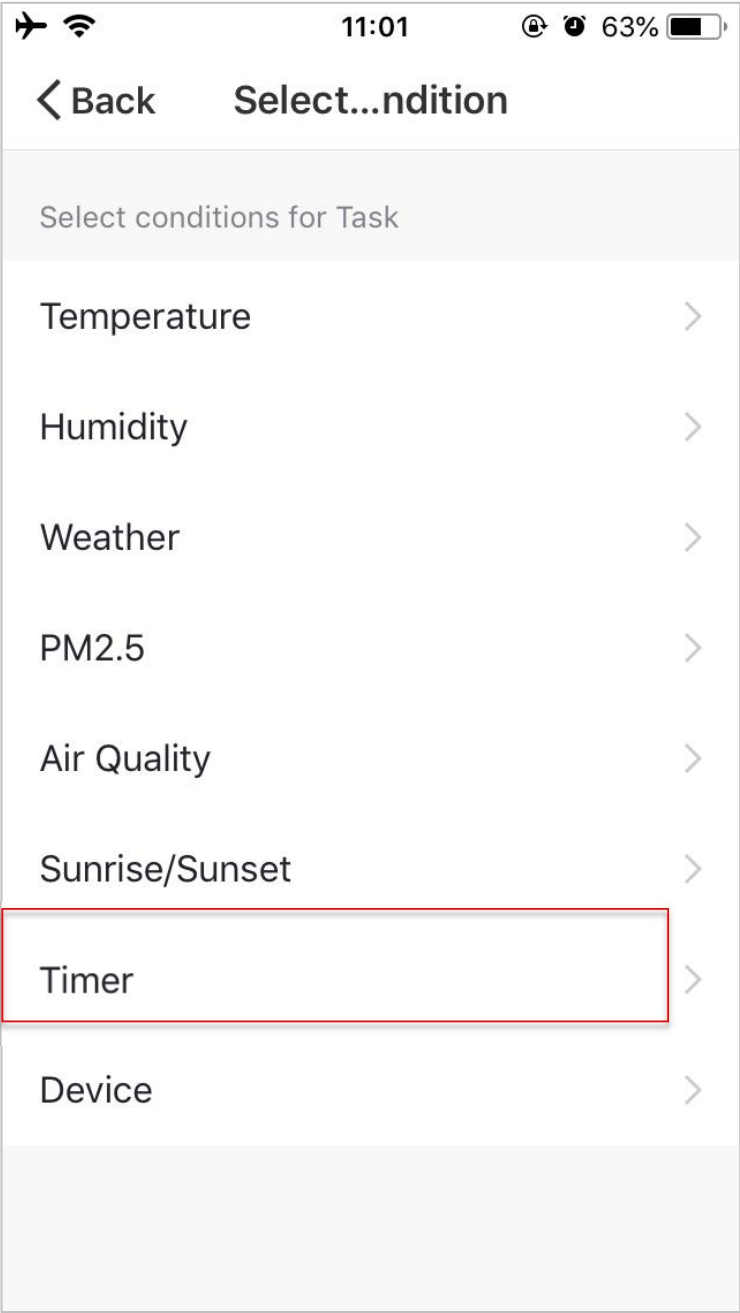 11:01 63%
Back Select...ndition
Select conditions for Task
Temperature
Humidity
Weather
PM2.5
Air Quality
Sunrise/Sunset
Timer
Device